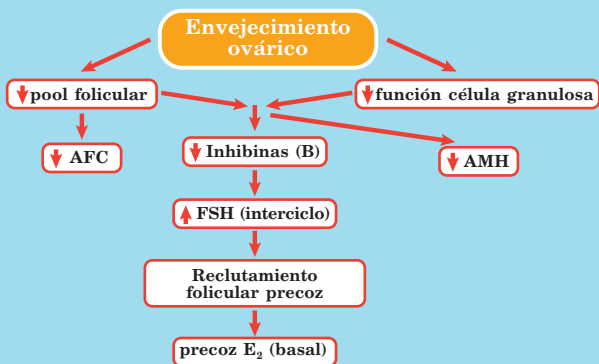 Envejecimiento
ovárico
pool folicular
función célula granulosa
AFC
Inhibinas (B)
AMH
FSH (interciclo)
Reclutamiento
folicular precoz
precoz E₂ (basal)